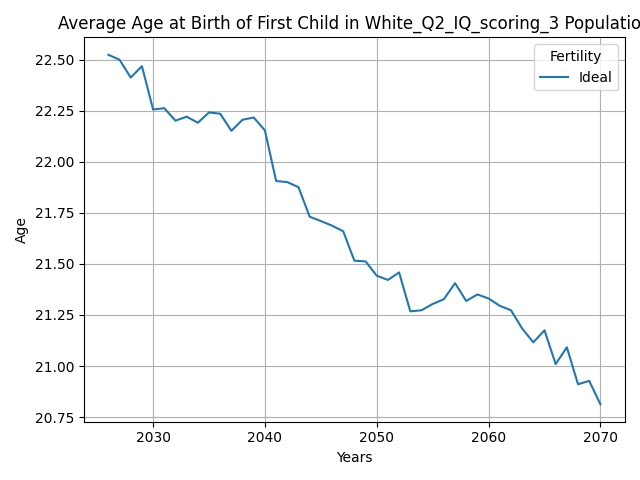 Average Age at Birth of First Child in White_Q2_IQ_scoring_3 Populatio
Fertility
Ideal
22.50
22.25
22.00
21.75
21.50
21.25
21.00
20.75
Age
2030 2040 2050 2060 2070
Years